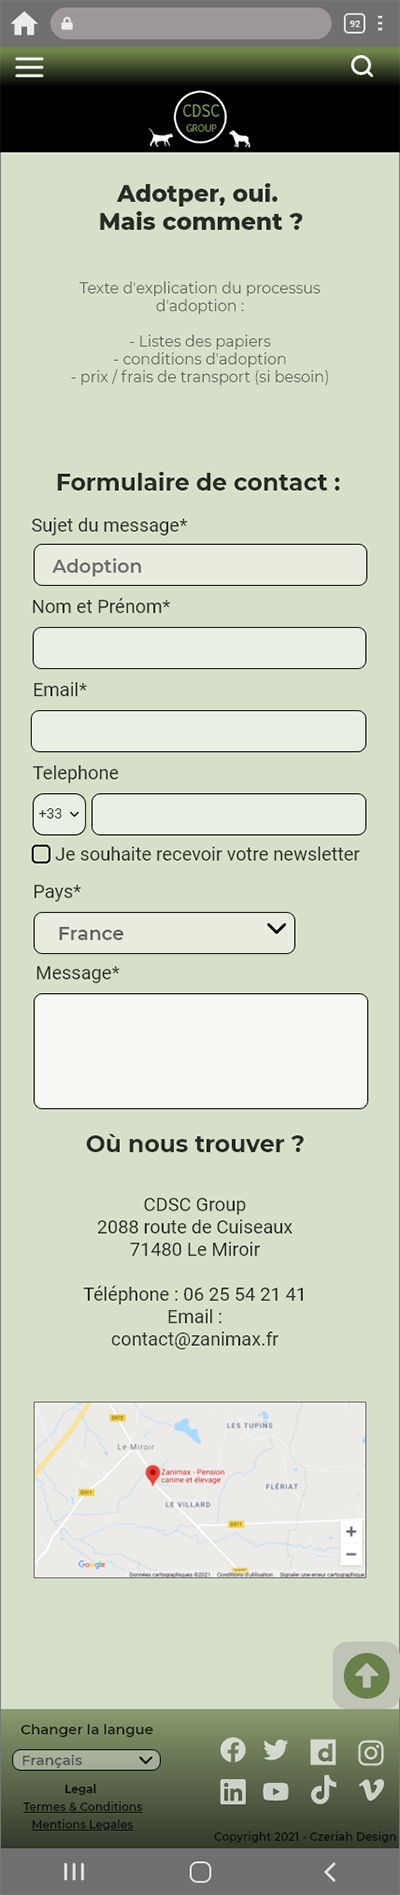 92
CDSC
GROUP
Adotper, oui.
Mais comment ?
Texte d'explication du processus
d'adoption :
- Listes des papiers
- conditions d'adoption
- prix / frais de transport (si besoin)
Formulaire de contact :
Sujet du message*
Adoption
Nom et Prénom*
Email*
Telephone
+33
Je souhaite recevoir votre newsletter
Pays*
France
Message*
Où nous trouver ?
CDSC Group
2088 route de Cuiseaux
71480 Le Miroir
Téléphone : 06 25 54 21 41
Email :
contact@zanimax.fr
D972
LES TUPINS
Le Miroir
Zanimax - Pension
canine et élevage
FLÉRIAT
D311
LE VILLARD
D311
+
−
Google
Données cartographiques ©2021 Conditions d'utilisation Signaler une erreur cartographique
Changer la langue
Français
Legal
Termes & Conditions
Mentions Legales
Copyright 2021 - Czeriah Design